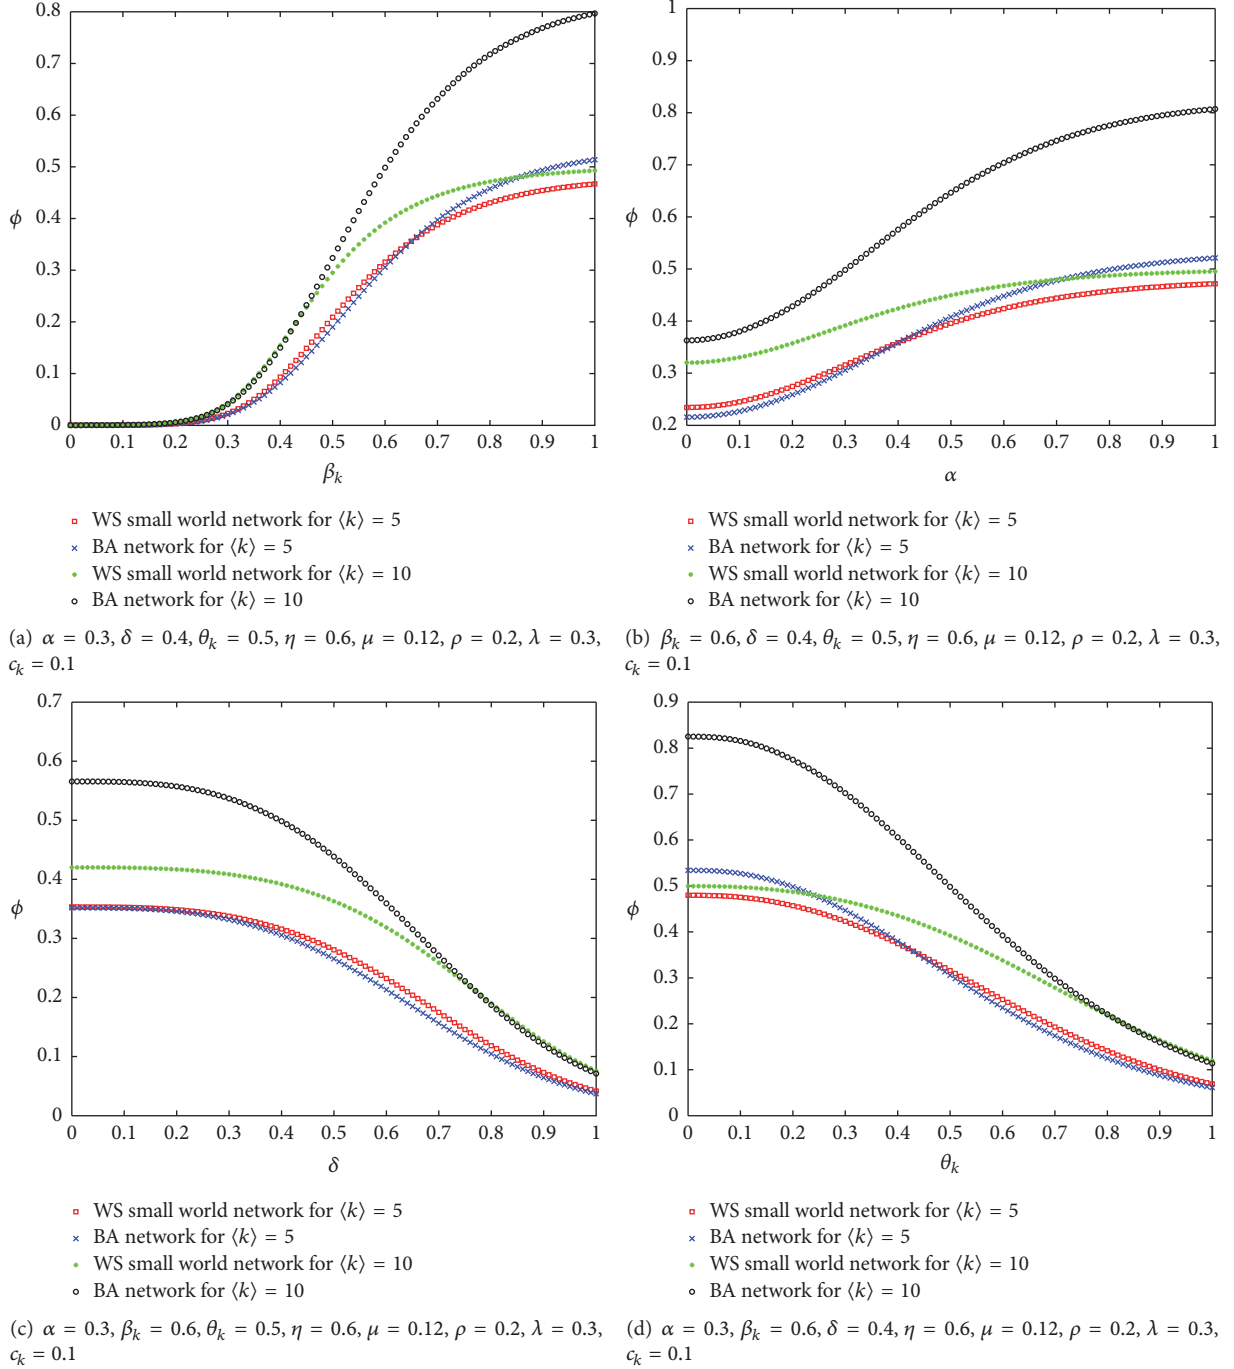 0.8
0.7
0.6
0.5
0.4
0.3
0.2
0.1
0
ϕ
0 0.1 0.2 0.3 0.4 0.5 0.6 0.7 0.8 0.9 1
β_k
WS small world network for ⟨k⟩ = 5
BA network for ⟨k⟩ = 5
WS small world network for ⟨k⟩ = 10
BA network for ⟨k⟩ = 10
(a) α = 0.3, δ = 0.4, θ_k = 0.5, η = 0.6, μ = 0.12, ρ = 0.2, λ = 0.3,
c_k = 0.1
1
0.9
0.8
0.7
0.6
0.5
0.4
0.3
0.2
ϕ
0 0.1 0.2 0.3 0.4 0.5 0.6 0.7 0.8 0.9 1
α
WS small world network for ⟨k⟩ = 5
BA network for ⟨k⟩ = 5
WS small world network for ⟨k⟩ = 10
BA network for ⟨k⟩ = 10
(b) β_k = 0.6, δ = 0.4, θ_k = 0.5, η = 0.6, μ = 0.12, ρ = 0.2, λ = 0.3,
c_k = 0.1
0.7
0.6
0.5
0.4
0.3
0.2
0.1
0
ϕ
0 0.1 0.2 0.3 0.4 0.5 0.6 0.7 0.8 0.9 1
δ
WS small world network for ⟨k⟩ = 5
BA network for ⟨k⟩ = 5
WS small world network for ⟨k⟩ = 10
BA network for ⟨k⟩ = 10
(c) α = 0.3, β_k = 0.6, θ_k = 0.5, η = 0.6, μ = 0.12, ρ = 0.2, λ = 0.3,
c_k = 0.1
0.9
0.8
0.7
0.6
0.5
0.4
0.3
0.2
0.1
0
ϕ
0 0.1 0.2 0.3 0.4 0.5 0.6 0.7 0.8 0.9 1
θ_k
WS small world network for ⟨k⟩ = 5
BA network for ⟨k⟩ = 5
WS small world network for ⟨k⟩ = 10
BA network for ⟨k⟩ = 10
(d) α = 0.3, β_k = 0.6, δ = 0.4, η = 0.6, μ = 0.12, ρ = 0.2, λ = 0.3,
c_k = 0.1